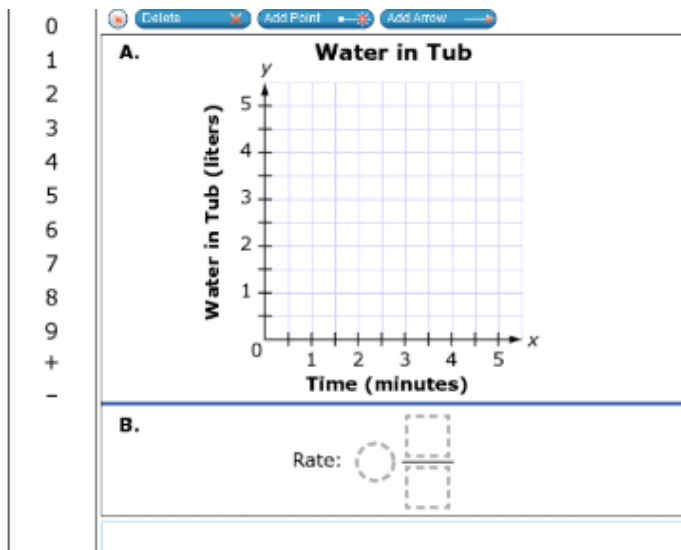 Delete Add Point Add Arrow
0
1
2
3
4
5
6
7
8
9
+
−
A.
Water in Tub
y
Water in Tub (liters)
5
4
3
2
1
0 1 2 3 4 5 x
Time (minutes)
B.
Rate: